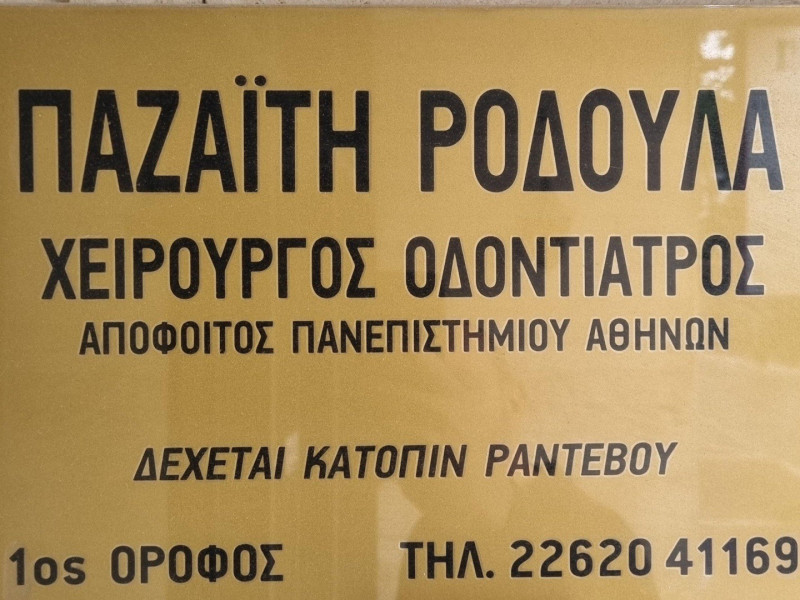 ΠΑΖΑΪΤΗ ΡΟΔΟΥΛΑ
ΧΕΙΡΟΥΡΓΟΣ ΟΔΟΝΤΙΑΤΡΟΣ
ΑΠΟΦΟΙΤΟΣ ΠΑΝΕΠΙΣΤΗΜΙΟΥ ΑΘΗΝΩΝ
ΔΕΧΕΤΑΙ ΚΑΤΟΠΙΝ ΡΑΝΤΕΒΟΥ
1os ΟΡΟΦΟΣ ΤΗΛ. 22620 41169